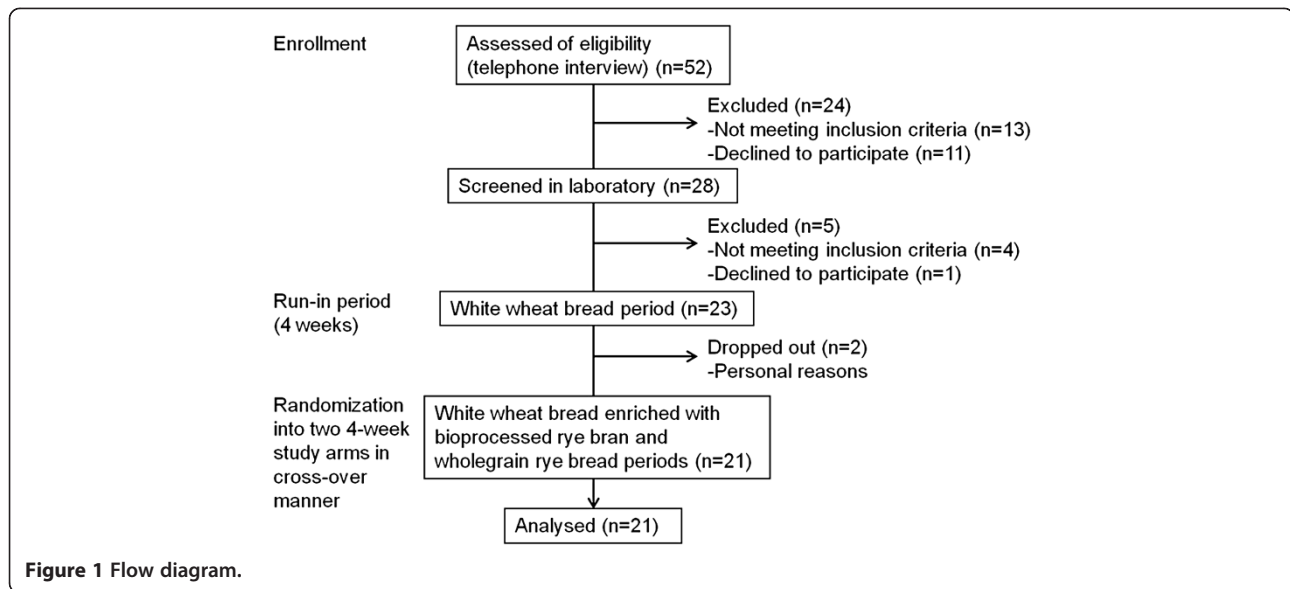 Enrollment
Assessed of eligibility
(telephone interview) (n=52)
Excluded (n=24)
-Not meeting inclusion criteria (n=13)
-Declined to participate (n=11)
Screened in laboratory (n=28)
Excluded (n=5)
-Not meeting inclusion criteria (n=4)
-Declined to participate (n=1)
Run-in period
(4 weeks)
White wheat bread period (n=23)
Dropped out (n=2)
-Personal reasons
Randomization
into two 4-week
study arms in
cross-over
manner
White wheat bread enriched with
bioprocessed rye bran and
wholegrain rye bread periods (n=21)
Analysed (n=21)
Figure 1 Flow diagram.